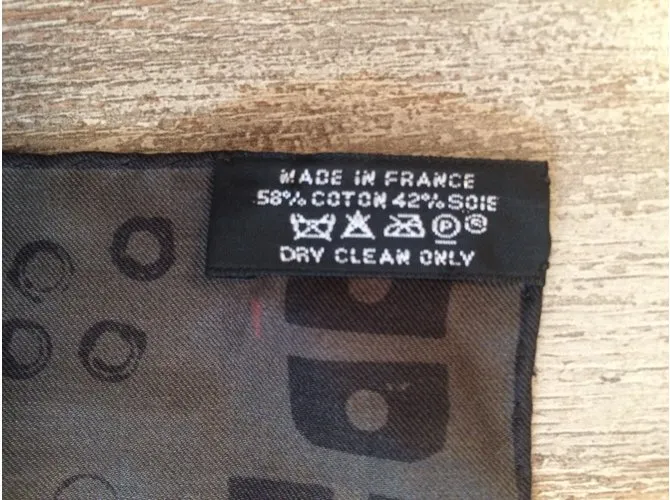 MADE IN FRANCE
58% COTON 42% SOIE
P R
DRY CLEAN ONLY